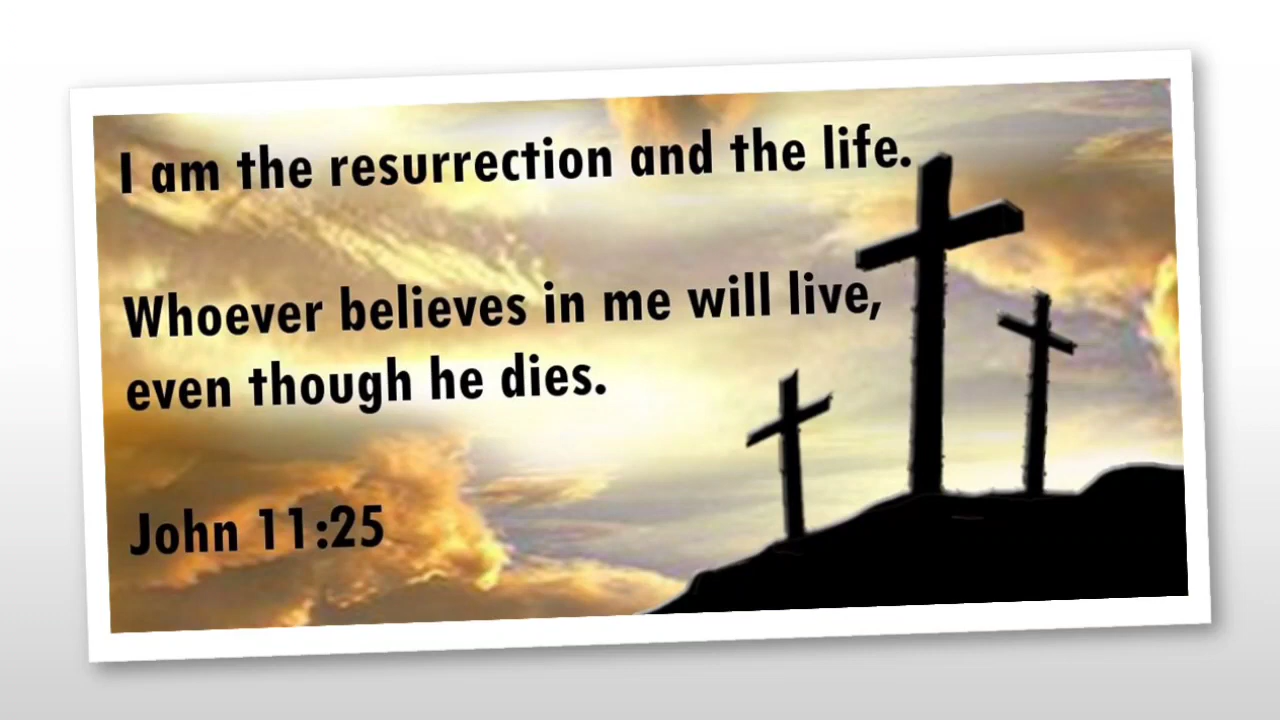 I am the resurrection and the life.
Whoever believes in me will live,
even though he dies.
John 11:25